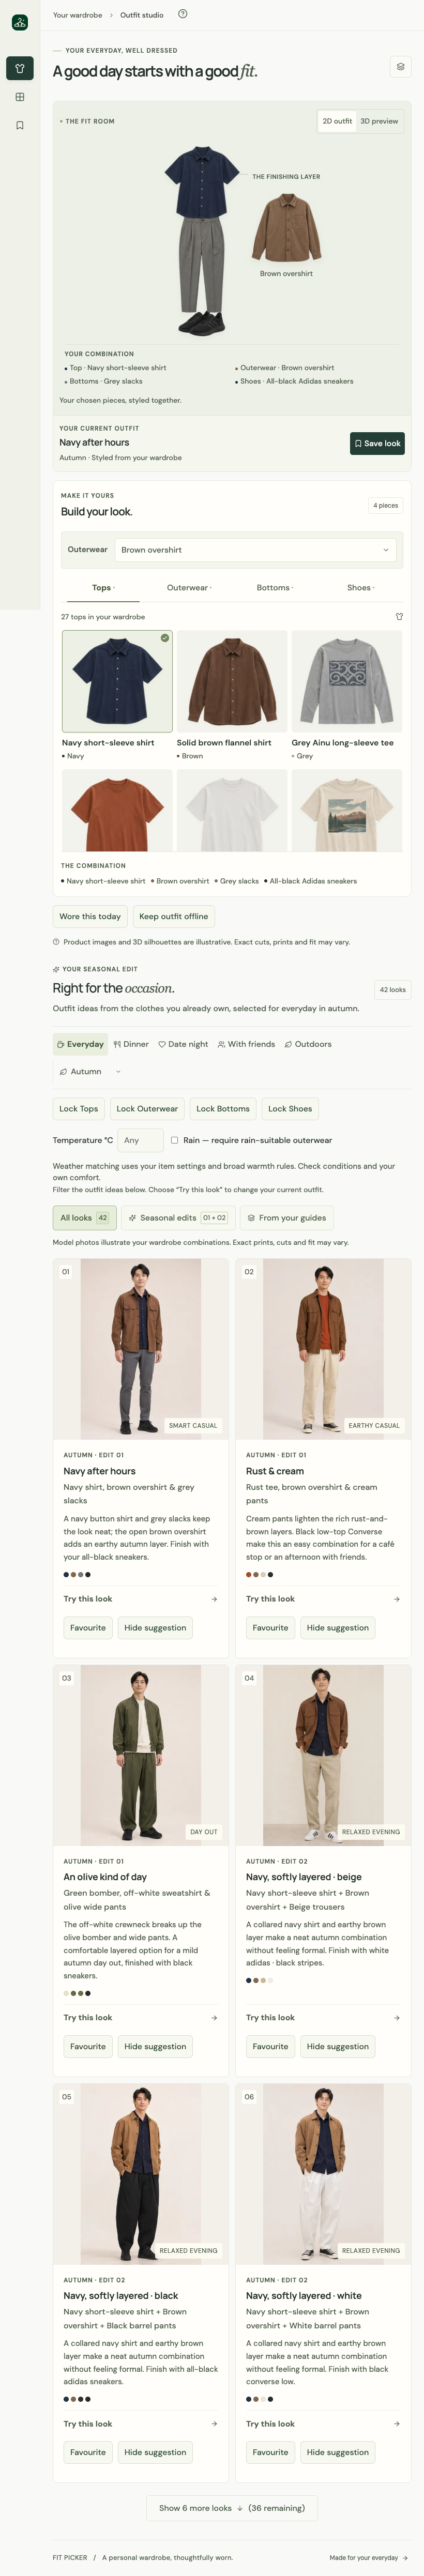 Your wardrobe › Outfit studio
YOUR EVERYDAY, WELL DRESSED
A good day starts with a good fit.
THE FIT ROOM
2D outfit 3D preview
THE FINISHING LAYER
Brown overshirt
YOUR COMBINATION
Top · Navy short-sleeve shirt
Outerwear · Brown overshirt
Bottoms · Grey slacks
Shoes · All-black Adidas sneakers
Your chosen pieces, styled together.
YOUR CURRENT OUTFIT
Navy after hours
Autumn · Styled from your wardrobe
Save look
MAKE IT YOURS
Build your look.
4 pieces
Outerwear
Brown overshirt
Tops · Outerwear · Bottoms · Shoes ·
27 tops in your wardrobe
Navy short-sleeve shirt
Navy
Solid brown flannel shirt
Brown
Grey Ainu long-sleeve tee
Grey
THE COMBINATION
Navy short-sleeve shirt Brown overshirt Grey slacks All-black Adidas sneakers
Wore this today Keep outfit offline
Product images and 3D silhouettes are illustrative. Exact cuts, prints and fit may vary.
YOUR SEASONAL EDIT
Right for the occasion.
42 looks
Outfit ideas from the clothes you already own, selected for everyday in autumn.
Everyday Dinner Date night With friends Outdoors
Autumn
Lock Tops Lock Outerwear Lock Bottoms Lock Shoes
Temperature °C Any Rain — require rain-suitable outerwear
Weather matching uses your item settings and broad warmth rules. Check conditions and your
own comfort.
Filter the outfit ideas below. Choose “Try this look” to change your current outfit.
All looks 42 Seasonal edits 01 + 02 From your guides
Model photos illustrate your wardrobe combinations. Exact prints, cuts and fit may vary.
01
SMART CASUAL
AUTUMN · EDIT 01
Navy after hours
Navy shirt, brown overshirt & grey
slacks
A navy button shirt and grey slacks keep
the look neat; the open brown overshirt
adds an earthy autumn layer. Finish with
your all-black sneakers.
Try this look →
Favourite Hide suggestion
02
EARTHY CASUAL
AUTUMN · EDIT 01
Rust & cream
Rust tee, brown overshirt & cream
pants
Cream pants lighten the rich rust-and-
brown layers. Black low-top Converse
make this an easy combination for a café
stop or an afternoon with friends.
Try this look →
Favourite Hide suggestion
03
DAY OUT
AUTUMN · EDIT 01
An olive kind of day
Green bomber, off-white sweatshirt &
olive wide pants
The off-white crewneck breaks up the
olive bomber and wide pants. A
comfortable layered option for a mild
autumn day out, finished with black
sneakers.
Try this look →
Favourite Hide suggestion
04
RELAXED EVENING
AUTUMN · EDIT 02
Navy, softly layered · beige
Navy short-sleeve shirt + Brown
overshirt + Beige trousers
A collared navy shirt and earthy brown
layer make a neat autumn combination
without feeling formal. Finish with white
adidas · black stripes.
Try this look →
Favourite Hide suggestion
05
RELAXED EVENING
AUTUMN · EDIT 02
Navy, softly layered · black
Navy short-sleeve shirt + Brown
overshirt + Black barrel pants
A collared navy shirt and earthy brown
layer make a neat autumn combination
without feeling formal. Finish with all-black
adidas sneakers.
Try this look →
Favourite Hide suggestion
06
RELAXED EVENING
AUTUMN · EDIT 02
Navy, softly layered · white
Navy short-sleeve shirt + Brown
overshirt + White barrel pants
A collared navy shirt and earthy brown
layer make a neat autumn combination
without feeling formal. Finish with black
converse low.
Try this look →
Favourite Hide suggestion
Show 6 more looks ↓ (36 remaining)
FIT PICKER / A personal wardrobe, thoughtfully worn.
Made for your everyday →